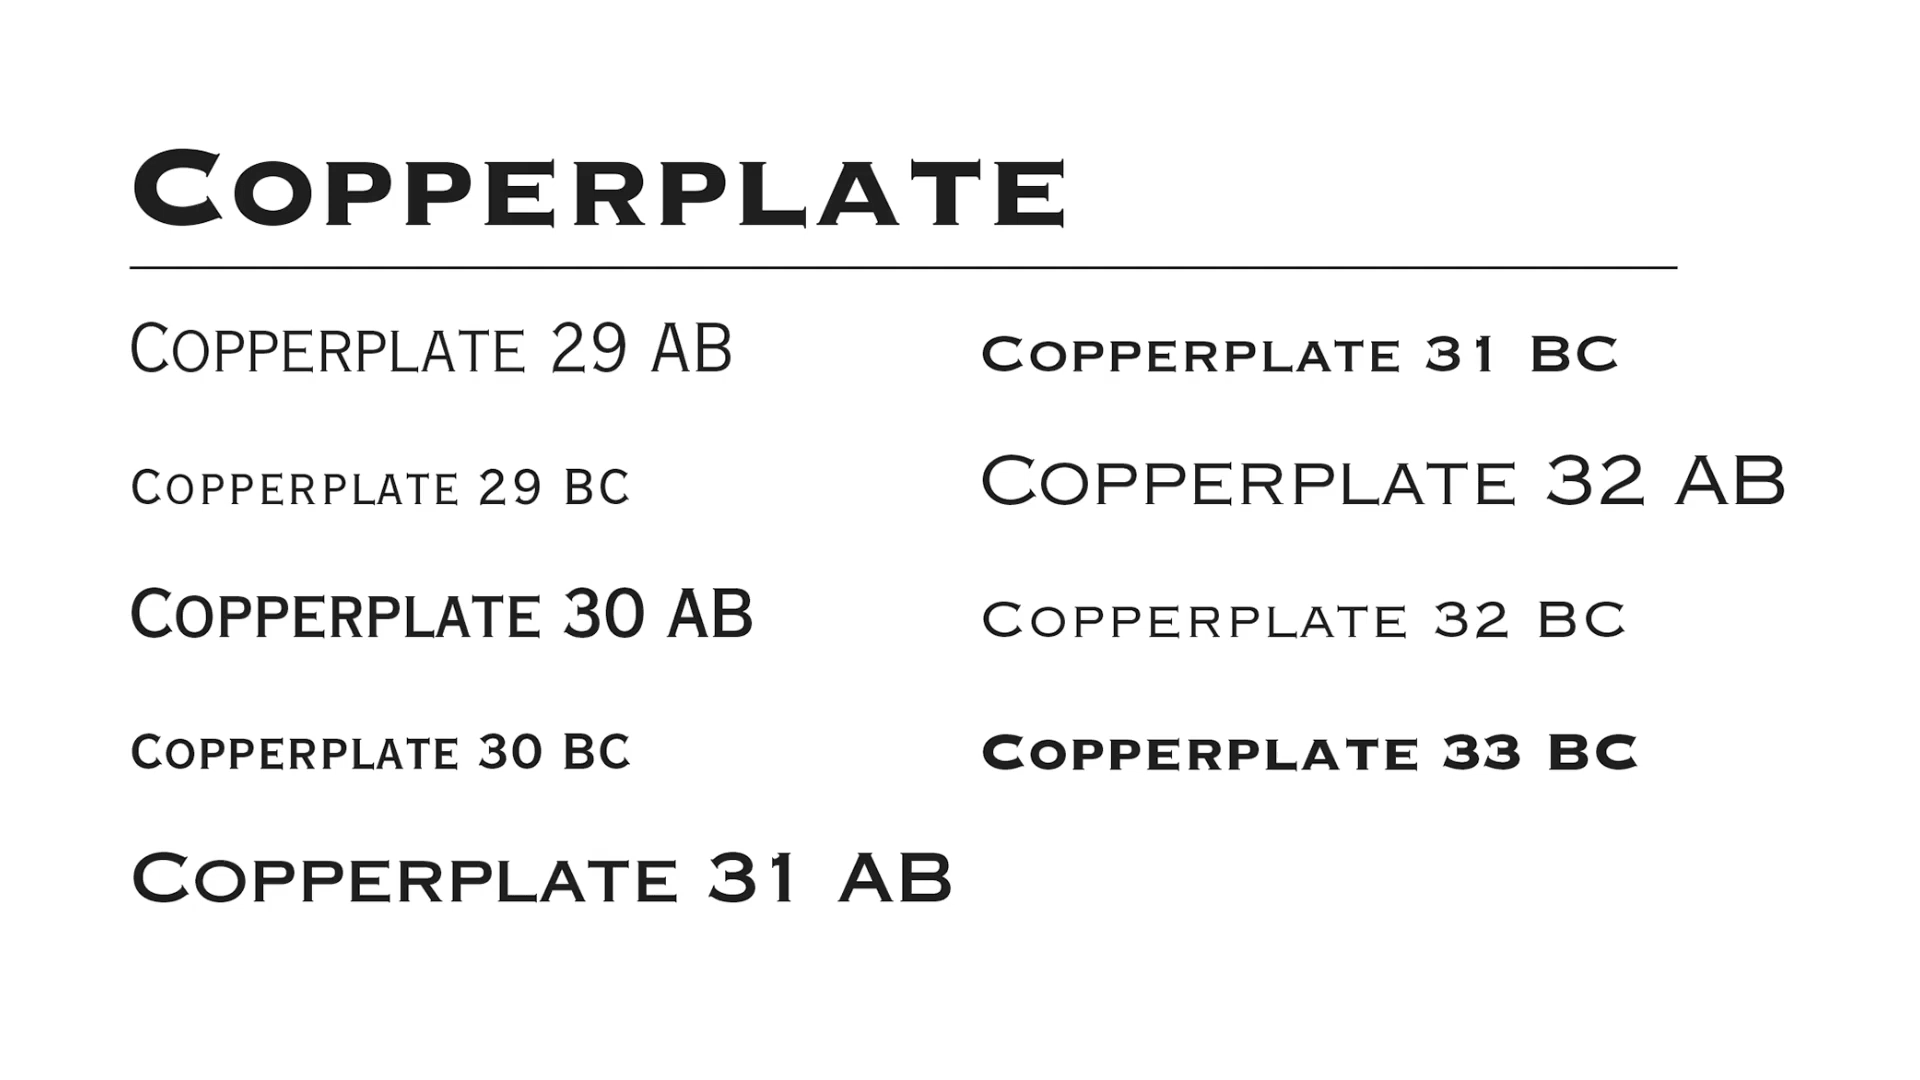 Copperplate
Copperplate 29 AB
Copperplate 29 BC
Copperplate 30 AB
Copperplate 30 BC
Copperplate 31 AB
Copperplate 31 BC
Copperplate 32 AB
Copperplate 32 BC
Copperplate 33 BC